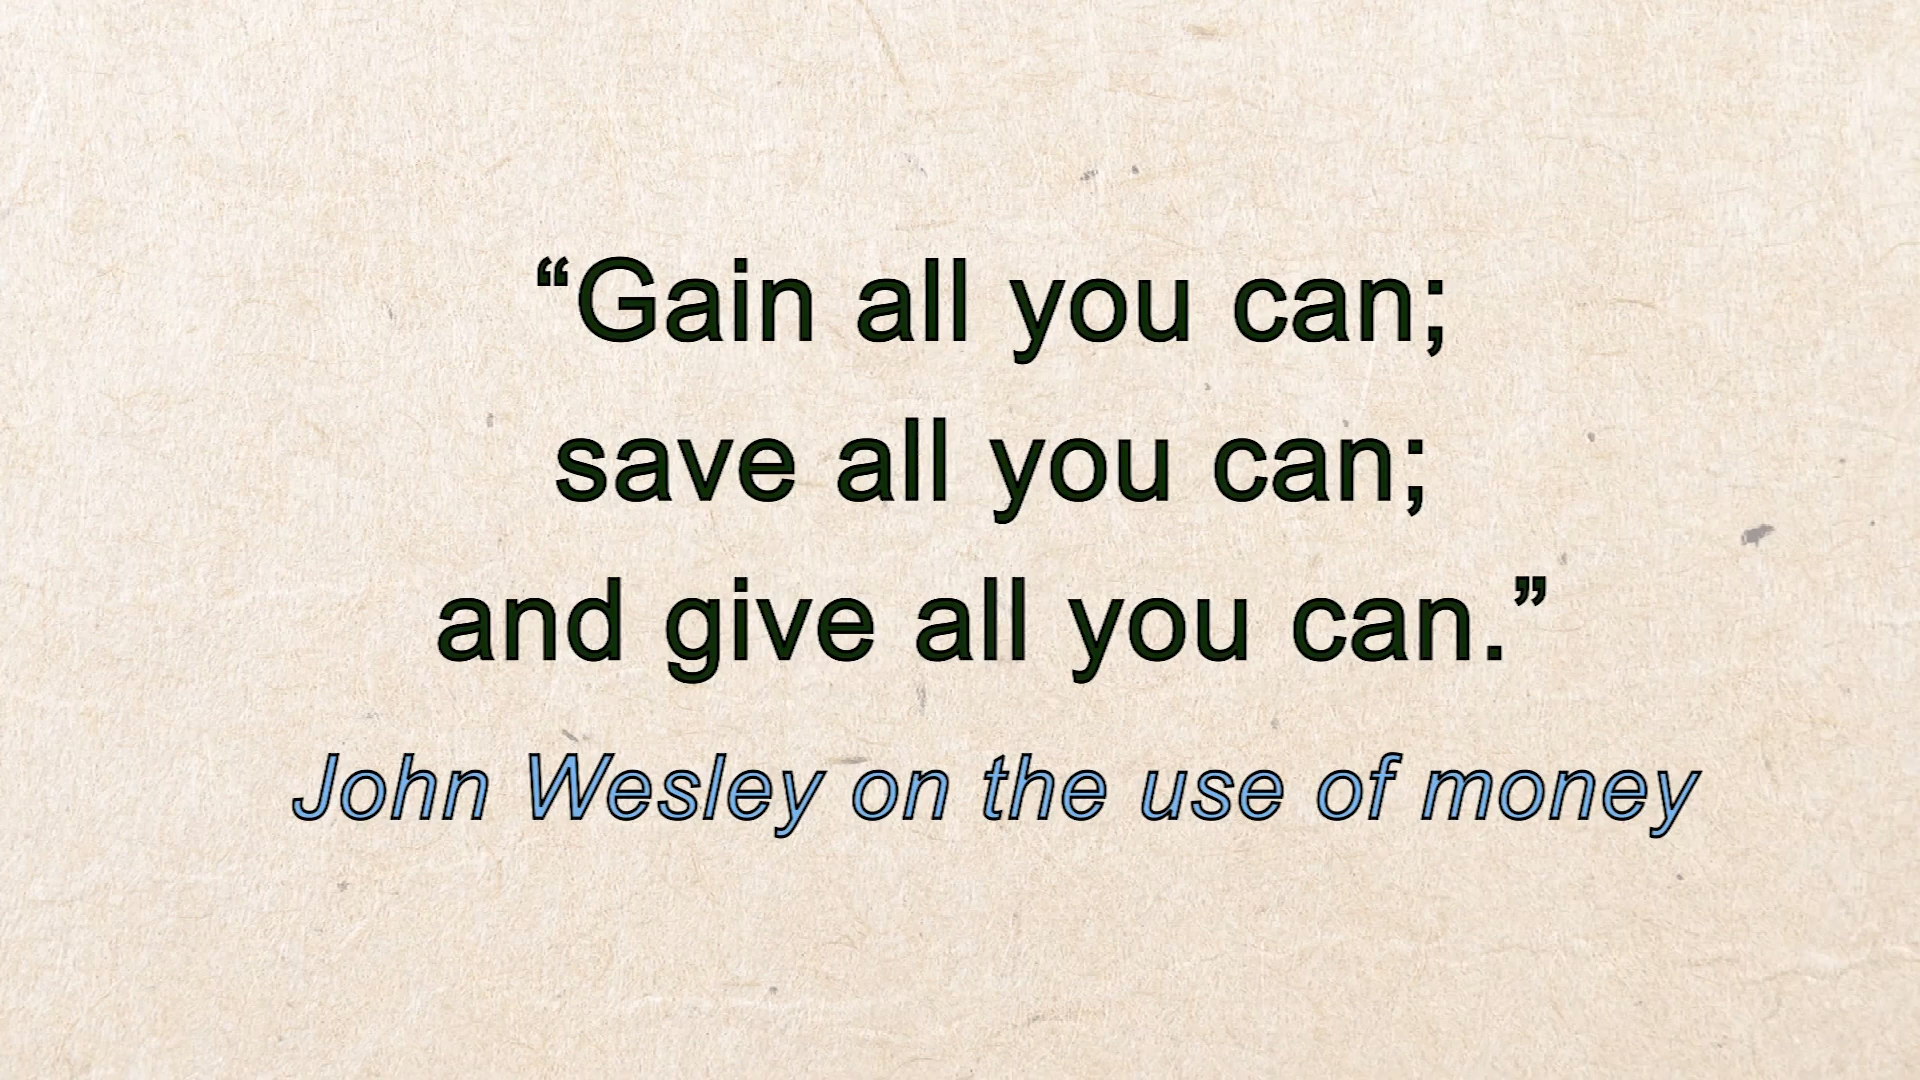 “Gain all you can;
save all you can;
and give all you can.”
John Wesley on the use of money